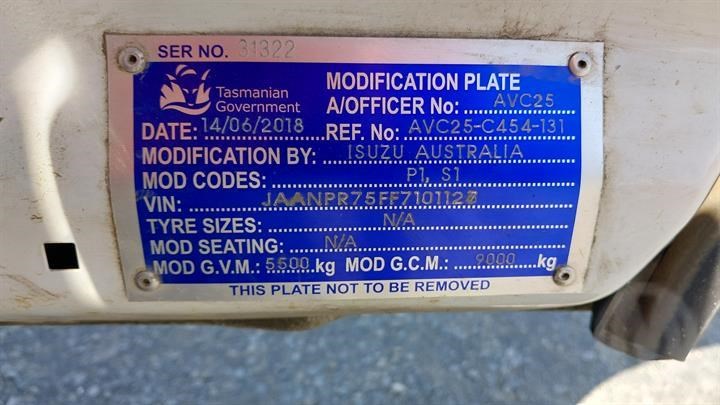 SER NO. 31322
Tasmanian
Government
MODIFICATION PLATE
A/OFFICER No: AVC25
DATE: 14/06/2018 REF. No: AVC25-C454-131
MODIFICATION BY: ISUZU AUSTRALIA
MOD CODES: P1, S1
VIN:
TYRE SIZES: N/A
MOD SEATING: N/A
MOD G.V.M: 5500 kg MOD G.C.M: 9000 kg
THIS PLATE NOT TO BE REMOVED